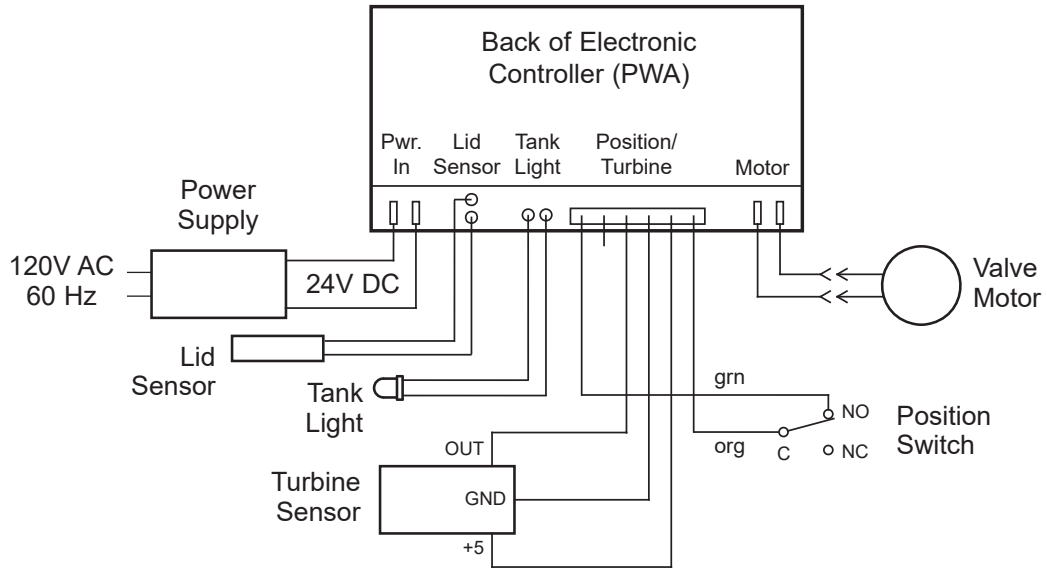 Back of Electronic
Controller (PWA)
Pwr.
In
Lid
Sensor
Tank
Light
Position/
Turbine
Motor
Power
Supply
120V AC
60 Hz
24V DC
Valve
Motor
Lid
Sensor
Tank
Light
grn
org
NO
C
NC
Position
Switch
Turbine
Sensor
OUT
GND
+5